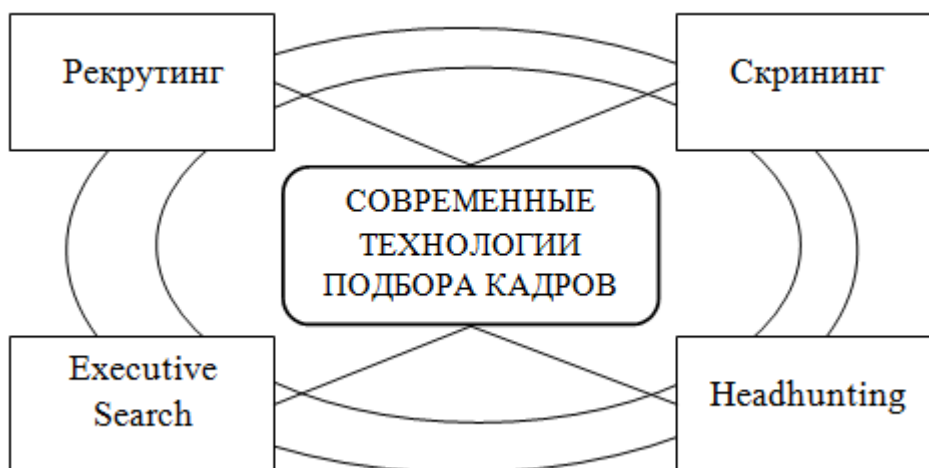 Рекрутинг
Скрининг
СОВРЕМЕННЫЕ
ТЕХНОЛОГИИ
ПОДБОРА КАДРОВ
Executive
Search
Headhunting